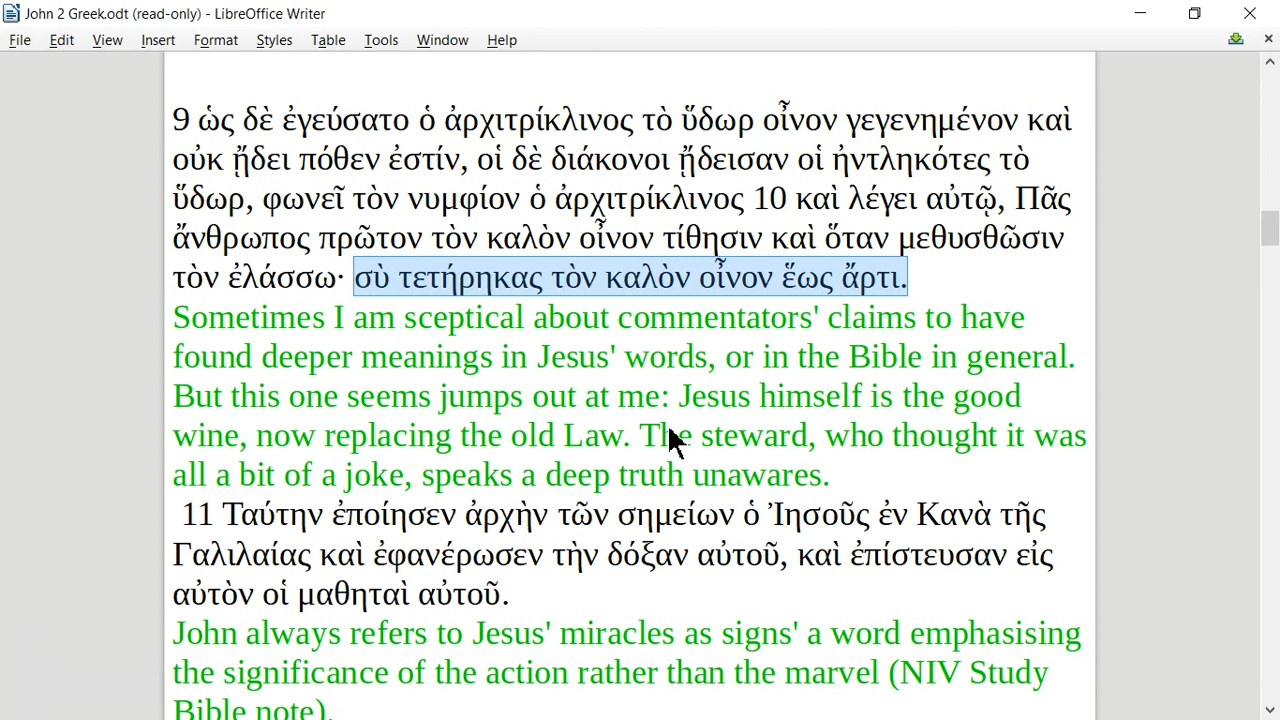 John 2 Greek.odt (read-only) - LibreOffice Writer
File Edit View Insert Format Styles Table Tools Window Help
9 ὡς δὲ ἐγεύσατο ὁ ἀρχιτρίκλινος τὸ ὕδωρ οἶνον γεγενημένον καὶ
οὐκ ᾔδει πόθεν ἐστίν, οἱ δὲ διάκονοι ᾔδεισαν οἱ ἠντληκότες τὸ
ὕδωρ, φωνεῖ τὸν νυμφίον ὁ ἀρχιτρίκλινος 10 καὶ λέγει αὐτῷ, Πᾶς
ἄνθρωπος πρῶτον τὸν καλὸν οἶνον τίθησιν καὶ ὅταν μεθυσθῶσιν
τὸν ἐλάσσω· σὺ τετήρηκας τὸν καλὸν οἶνον ἕως ἄρτι.
Sometimes I am sceptical about commentators' claims to have
found deeper meanings in Jesus' words, or in the Bible in general.
But this one seems jumps out at me: Jesus himself is the good
wine, now replacing the old Law. The steward, who thought it was
all a bit of a joke, speaks a deep truth unawares.
11 Ταύτην ἐποίησεν ἀρχὴν τῶν σημείων ὁ Ἰησοῦς ἐν Κανὰ τῆς
Γαλιλαίας καὶ ἐφανέρωσεν τὴν δόξαν αὐτοῦ, καὶ ἐπίστευσαν εἰς
αὐτὸν οἱ μαθηταὶ αὐτοῦ.
John always refers to Jesus' miracles as signs' a word emphasising
the significance of the action rather than the marvel (NIV Study
Bible note).